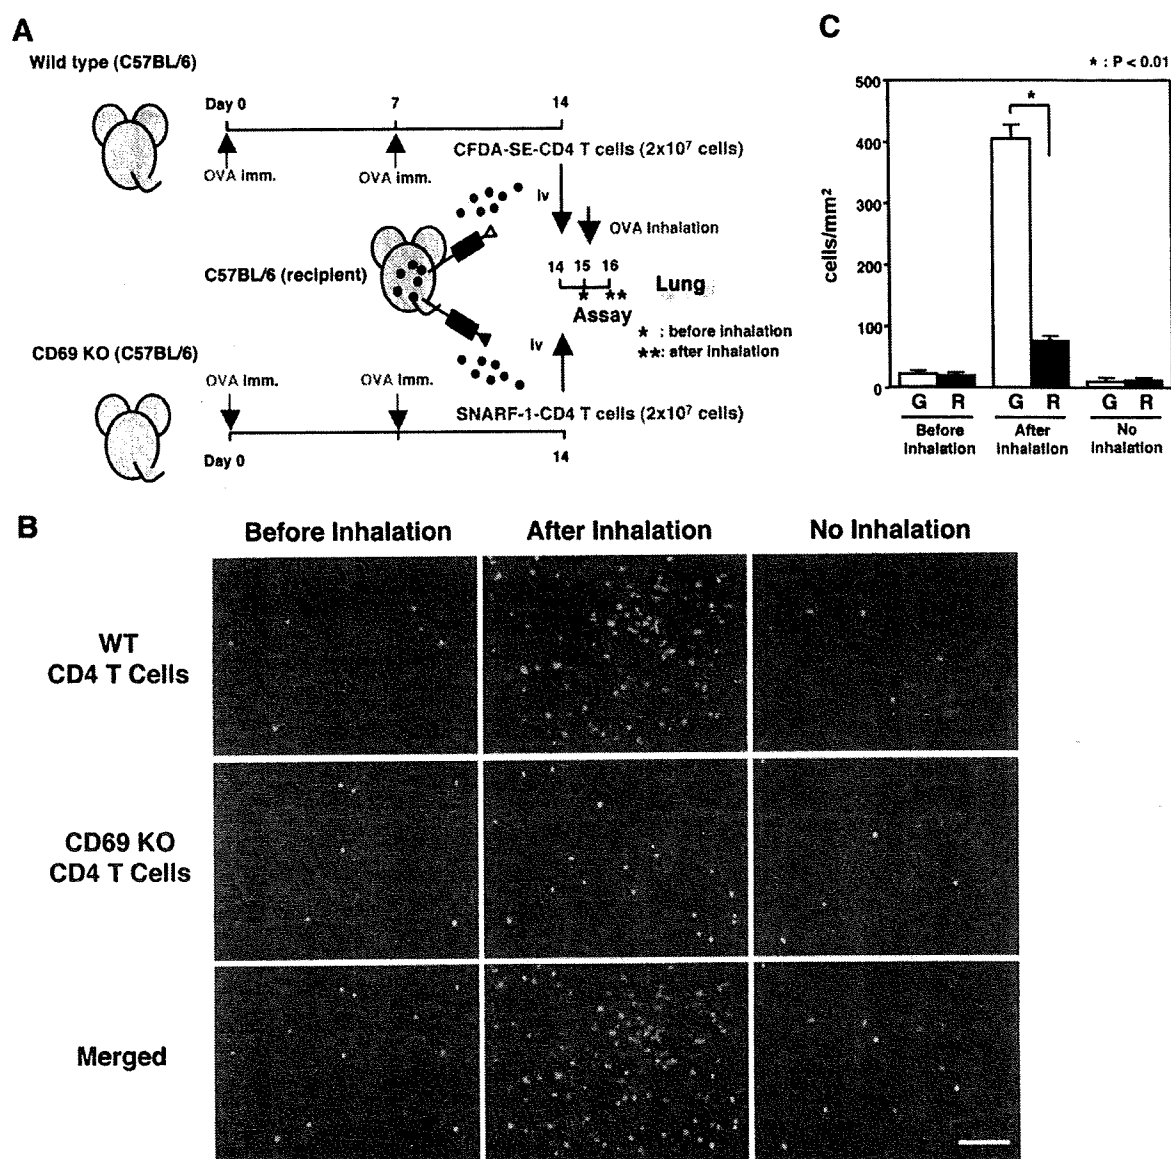 A
Wild type (C57BL/6)
Day 0 7 14
OVA imm. OVA imm.
CFDA-SE-CD4 T cells (2x10⁷ cells)
iv
OVA Inhalation
C57BL/6 (recipient)
14 15 16
* **
Lung
Assay
* : before inhalation
**: after inhalation
CD69 KO (C57BL/6)
OVA Imm. OVA Imm.
iv
SNARF-1-CD4 T cells (2x10⁷ cells)
Day 0 14
C
* : P < 0.01
*
cells/mm²
500
400
300
200
100
0
G R G R G R
Before Inhalation
After Inhalation
No Inhalation
B
Before Inhalation After Inhalation No Inhalation
WT
CD4 T Cells
CD69 KO
CD4 T Cells
Merged